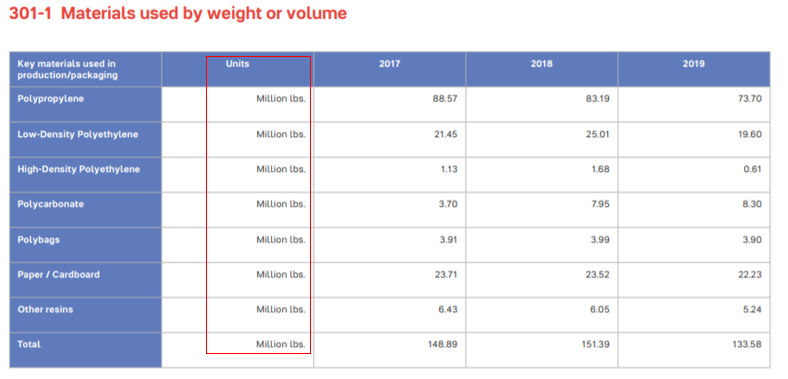 301-1 Materials used by weight or volume
Key materials used in production/packaging Units 2017 2018 2019
Polypropylene Million lbs. 88.57 83.19 73.70
Low-Density Polyethylene Million lbs. 21.45 25.01 19.60
High-Density Polyethylene Million lbs. 1.13 1.68 0.61
Polycarbonate Million lbs. 3.70 7.95 8.30
Polybags Million lbs. 3.91 3.99 3.90
Paper / Cardboard Million lbs. 23.71 23.52 22.23
Other resins Million lbs. 6.43 6.05 5.24
Total Million lbs. 148.89 151.39 133.58